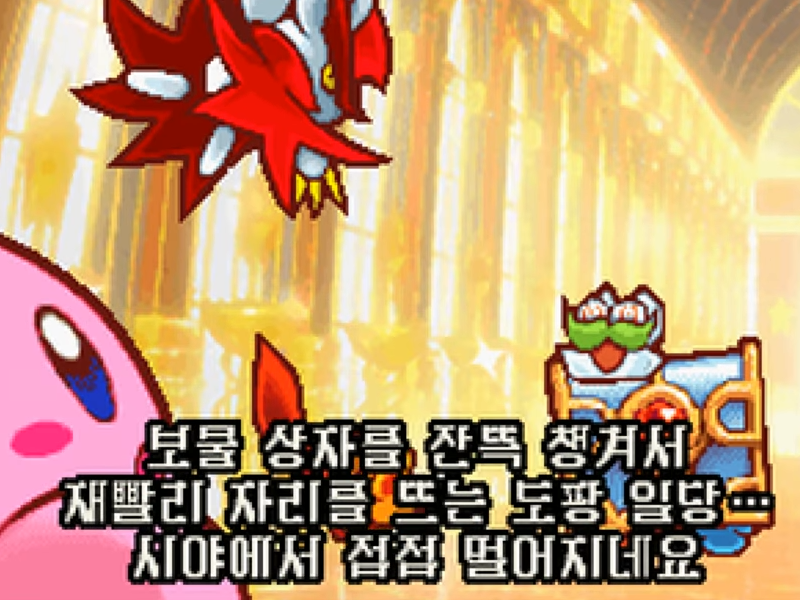 보물 상자를 잔뜩 챙겨서
재빨리 자리를 뜨는 도팡 일당…
시야에서 점점 멀어지네요